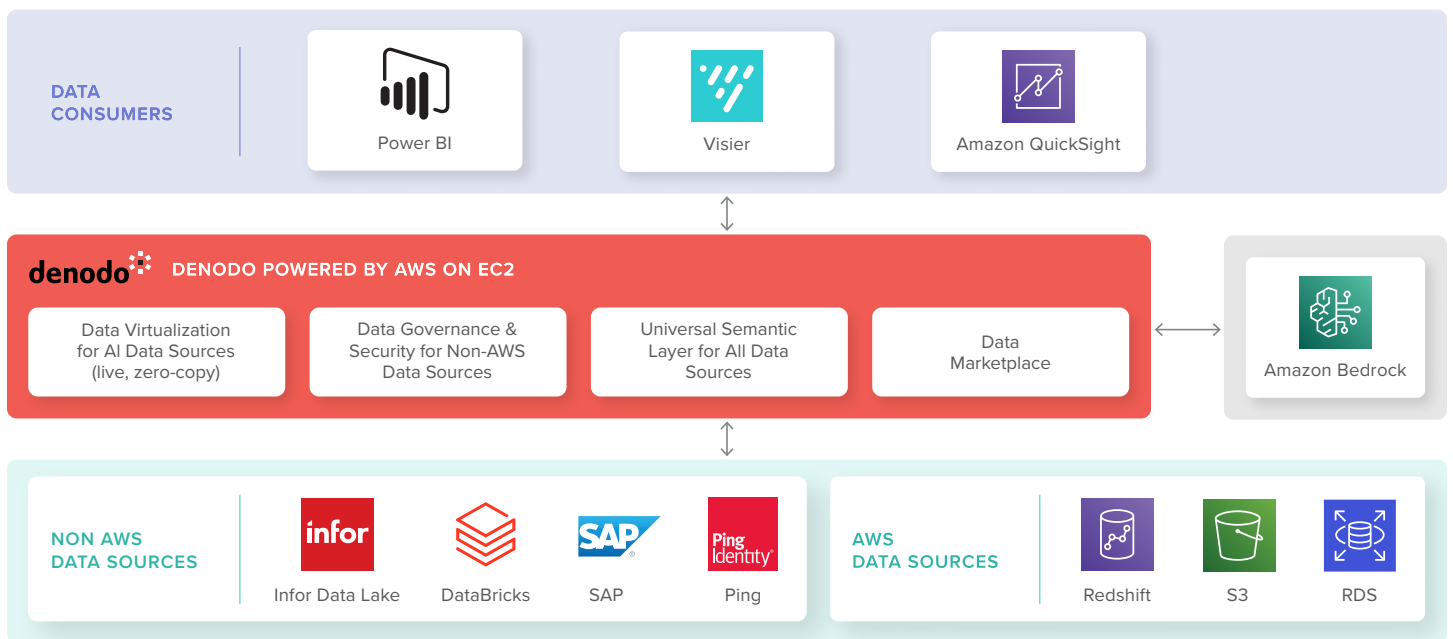 DATA
CONSUMERS
Power BI
Visier
Amazon QuickSight
denodo
DENODO POWERED BY AWS ON EC2
Data Virtualization
for AI Data Sources
(live, zero-copy)
Data Governance &
Security for Non-AWS
Data Sources
Universal Semantic
Layer for All Data
Sources
Data
Marketplace
Amazon Bedrock
NON AWS
DATA SOURCES
infor
Infor Data Lake
DataBricks
SAP®
SAP
Ping
Identity®
Ping
AWS
DATA SOURCES
Redshift
S3
RDS